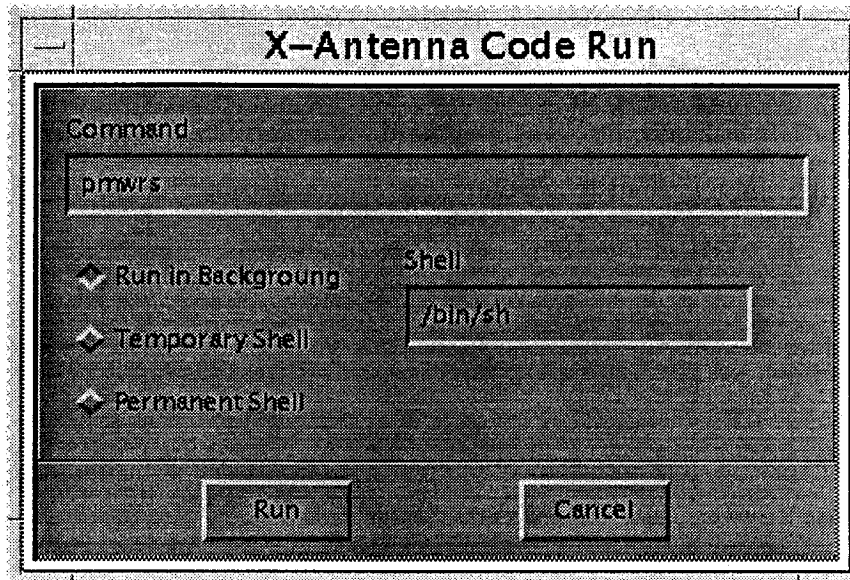 X-Antenna Code Run
Command
pmwrs
Run in Backgroung
Shell
/bin/sh
Temporary Shell
Permanent Shell
Run
Cancel